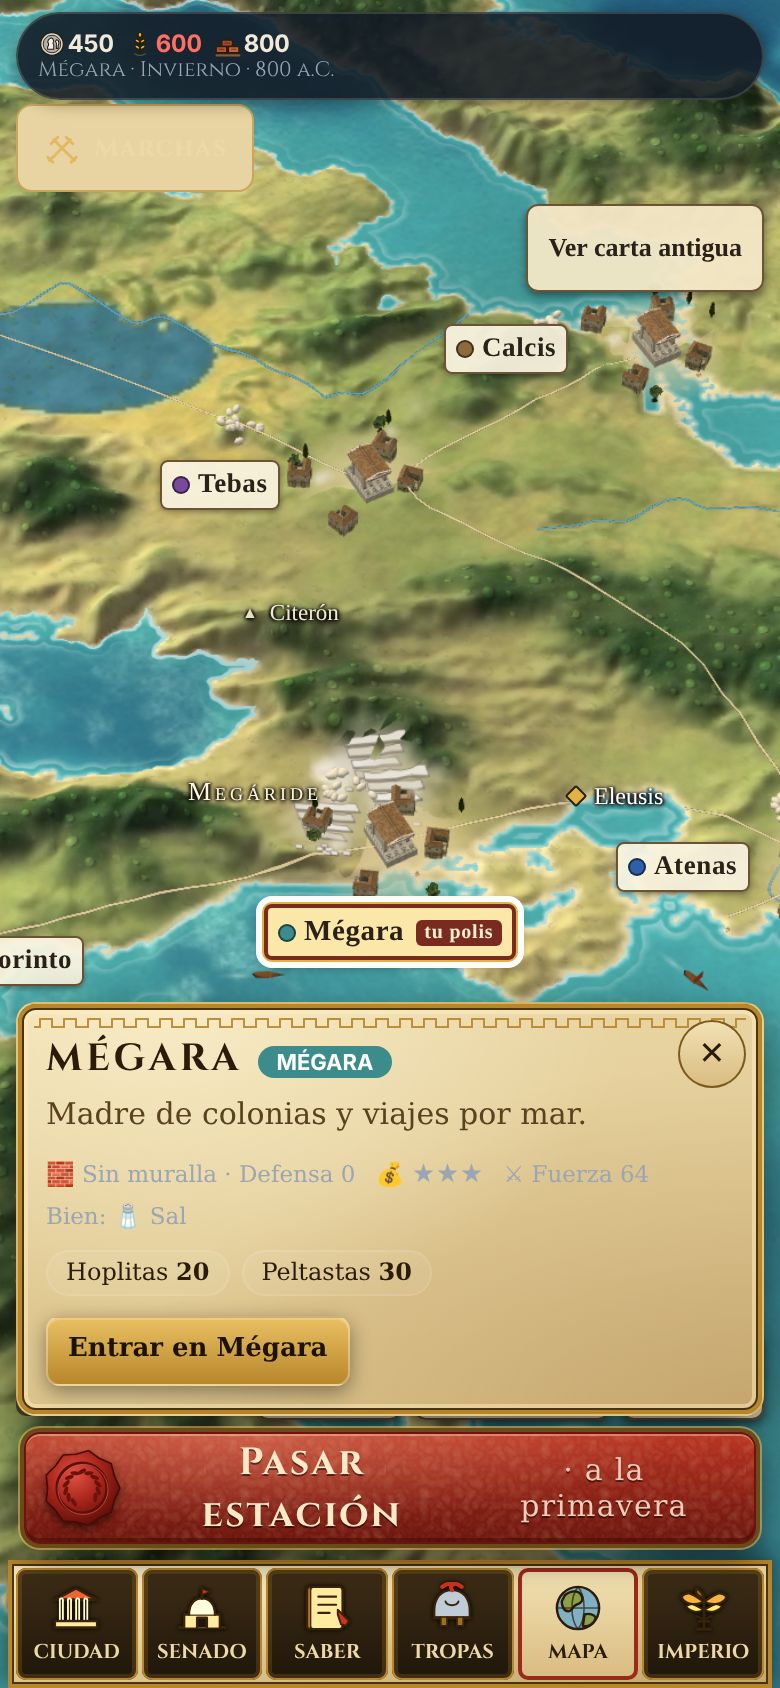 450 600 800
MÉGARA · INVIERNO · 800 A.C.
MARCHAS
Ver carta antigua
Calcis
Tebas
Citerón
MEGÁRIDE
Eleusis
Atenas
Mégara tu polis
orinto
MÉGARA MÉGARA
Madre de colonias y viajes por mar.
Sin muralla · Defensa 0 ★★★ Fuerza 64
Bien: Sal
Hoplitas 20 Peltastas 30
Entrar en Mégara
PASAR
ESTACIÓN
· a la
primavera
CIUDAD SENADO SABER TROPAS MAPA IMPERIO